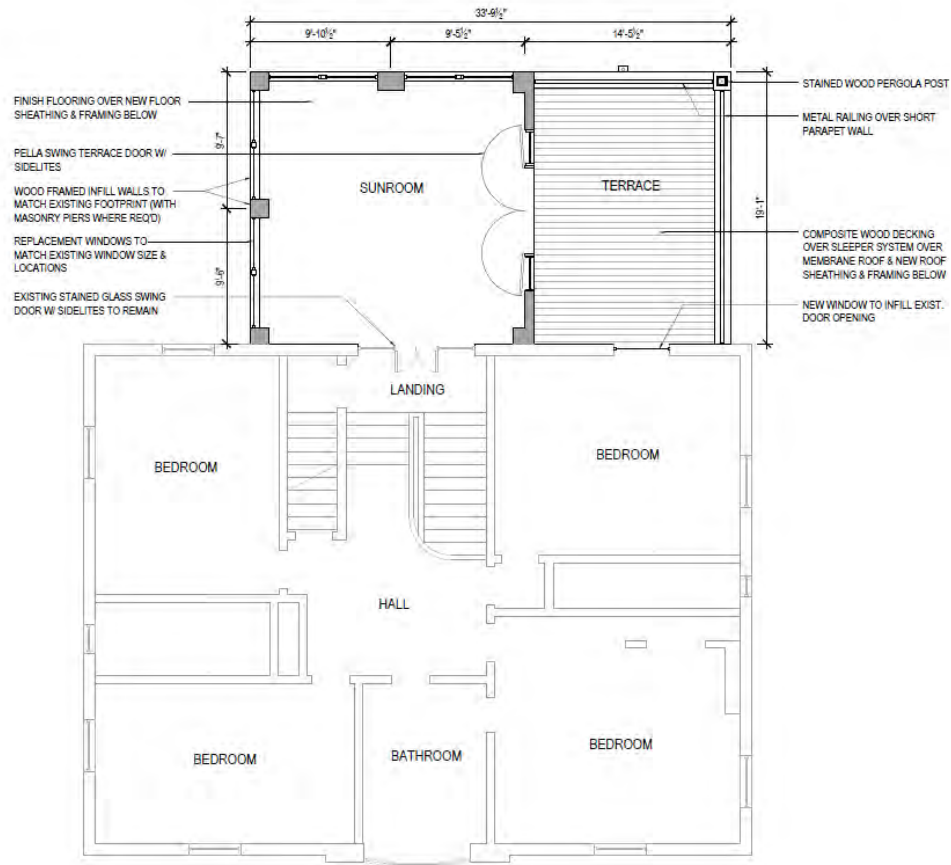 33'-9½"
9'-10½"
9'-5½"
14'-5½"
FINISH FLOORING OVER NEW FLOOR
SHEATHING & FRAMING BELOW
PELLA SWING TERRACE DOOR W/
SIDELITES
WOOD FRAMED INFILL WALLS TO
MATCH EXISTING FOOTPRINT (WITH
MASONRY PIERS WHERE REQ'D)
REPLACEMENT WINDOWS TO
MATCH EXISTING WINDOW SIZE &
LOCATIONS
EXISTING STAINED GLASS SWING
DOOR W/ SIDELITES TO REMAIN
9'-7"
9'-6"
SUNROOM
TERRACE
19'-1"
STAINED WOOD PERGOLA POST
METAL RAILING OVER SHORT
PARAPET WALL
COMPOSITE WOOD DECKING
OVER SLEEPER SYSTEM OVER
MEMBRANE ROOF & NEW ROOF
SHEATHING & FRAMING BELOW
NEW WINDOW TO INFILL EXIST.
DOOR OPENING
LANDING
BEDROOM
BEDROOM
HALL
BEDROOM
BATHROOM
BEDROOM